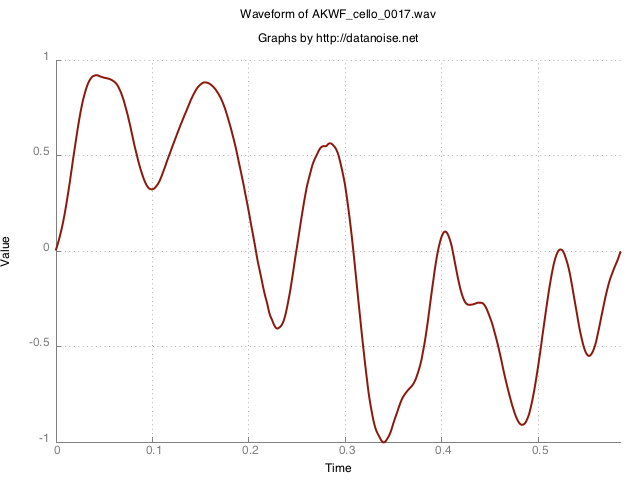 Waveform of AKWF_cello_0017.wav
Graphs by http://datanoise.net
1
0.5
0
-0.5
-1
Value
0 0.1 0.2 0.3 0.4 0.5
Time